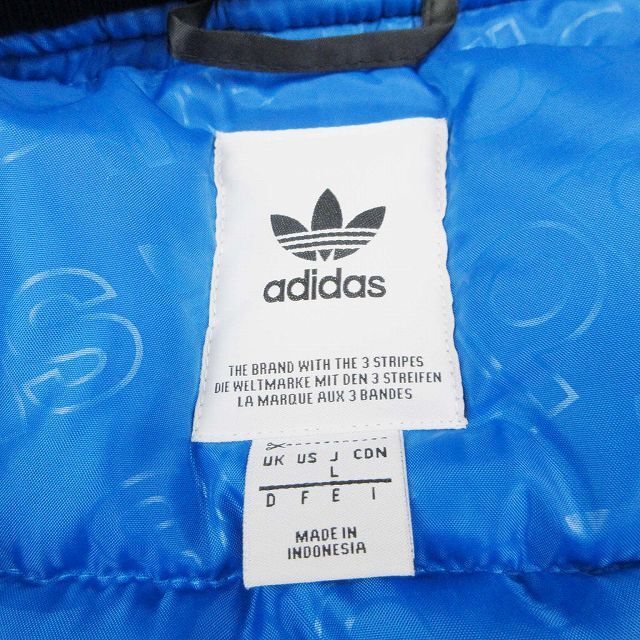 adidas
THE BRAND WITH THE 3 STRIPES
DIE WELTMARKE MIT DEN 3 STREIFEN
LA MARQUE AUX 3 BANDES
UK US J CDN
L
D F E I
MADE IN
INDONESIA